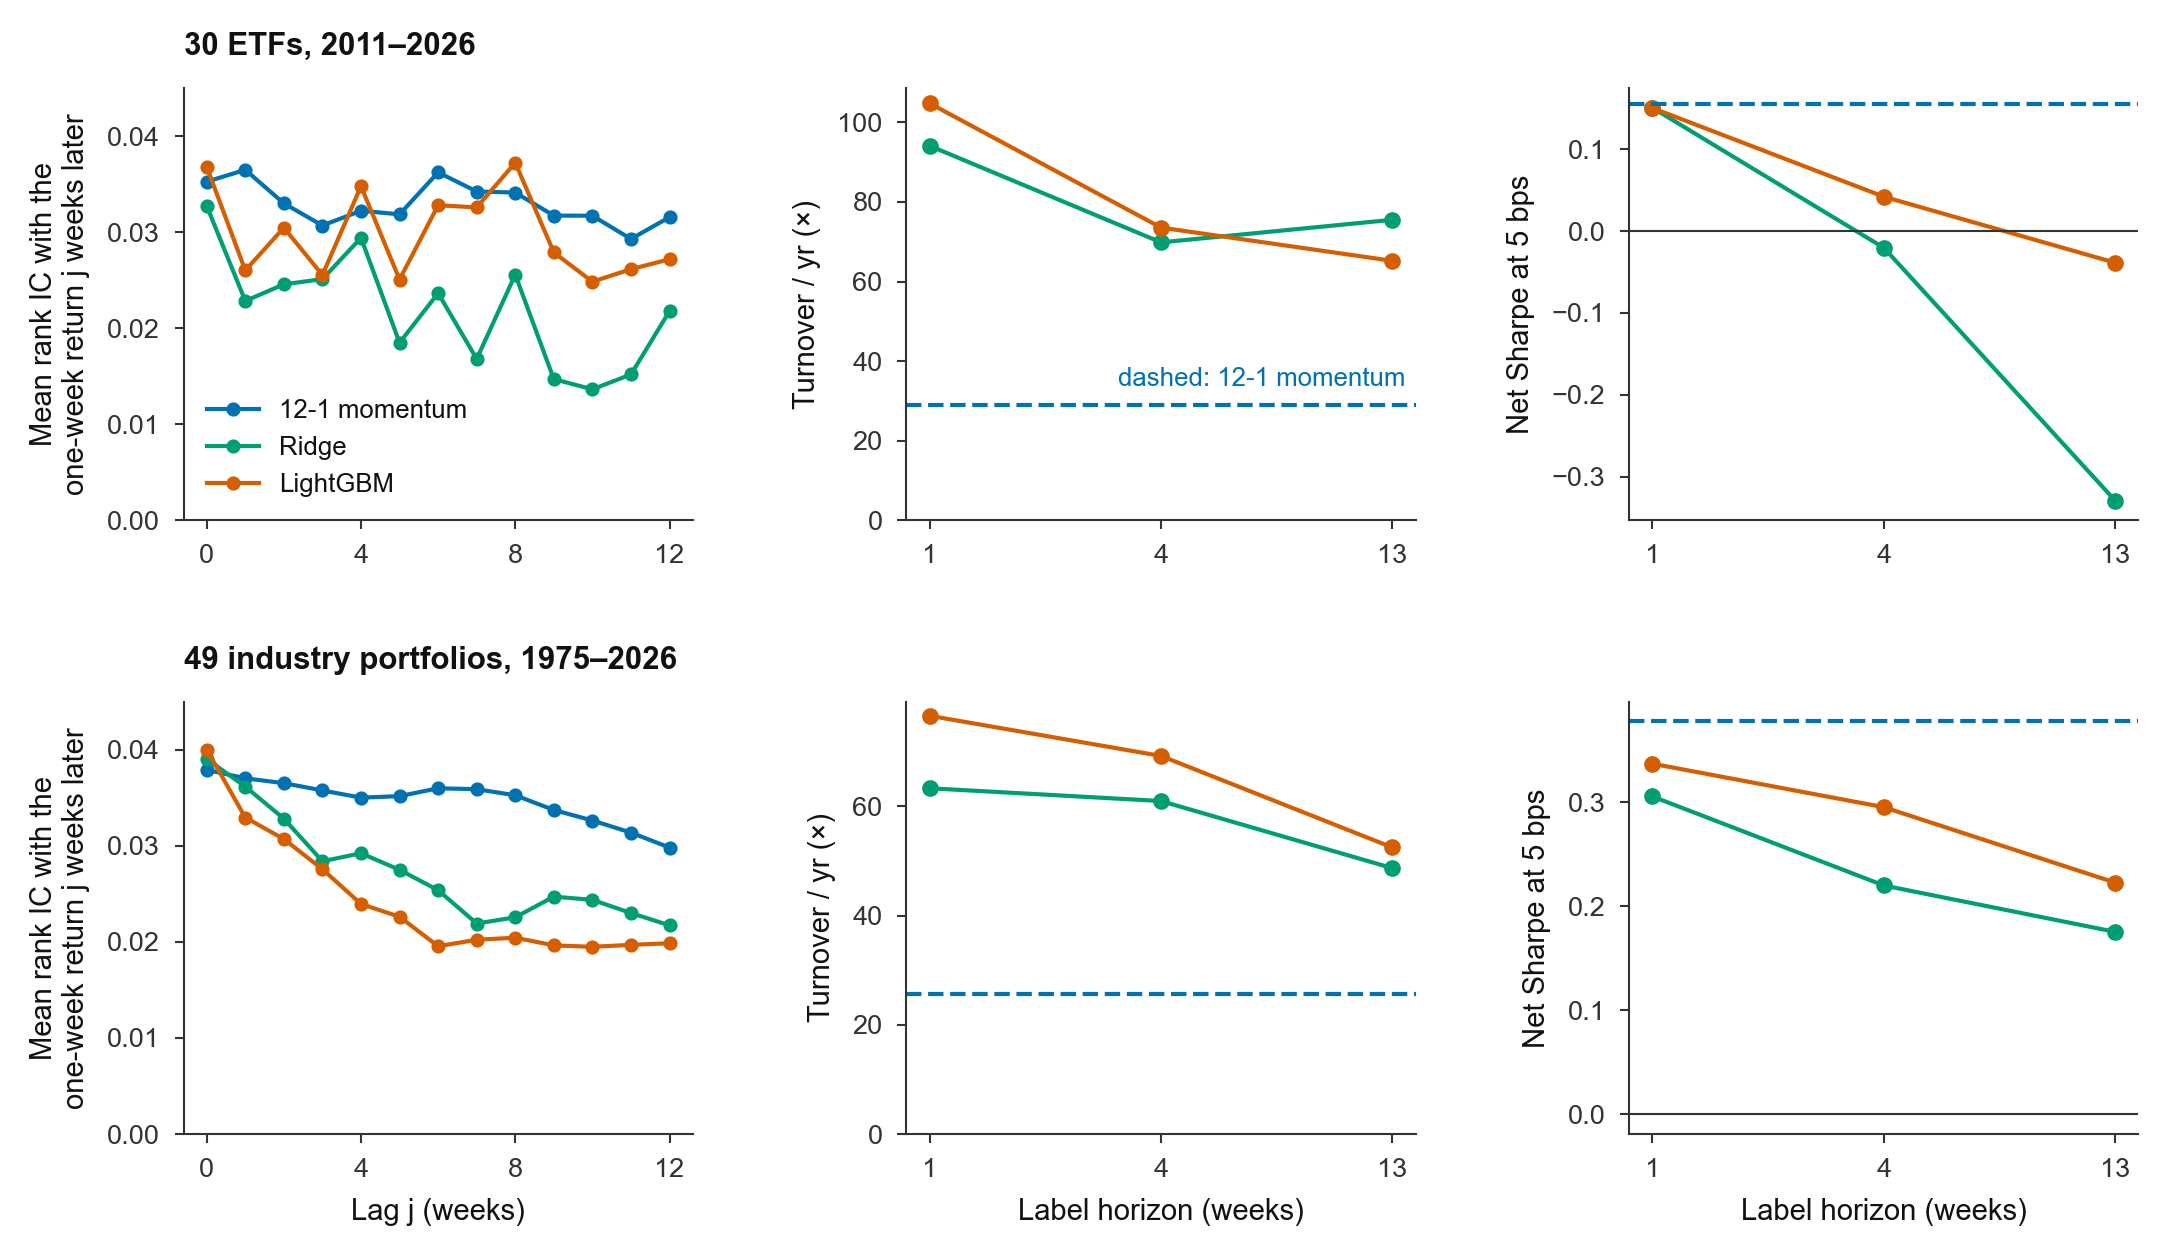 30 ETFs, 2011–2026
Mean rank IC with the
one-week return j weeks later
0.04
0.03
0.02
0.01
0.00
12-1 momentum
Ridge
LightGBM
0
4
8
12
Turnover / yr (×)
100
80
60
40
20
0
dashed: 12-1 momentum
1
4
13
Net Sharpe at 5 bps
0.1
0.0
−0.1
−0.2
−0.3
1
4
13
49 industry portfolios, 1975–2026
Mean rank IC with the
one-week return j weeks later
0.04
0.03
0.02
0.01
0.00
0
4
8
12
Lag j (weeks)
Turnover / yr (×)
60
40
20
0
1
4
13
Label horizon (weeks)
Net Sharpe at 5 bps
0.3
0.2
0.1
0.0
1
4
13
Label horizon (weeks)